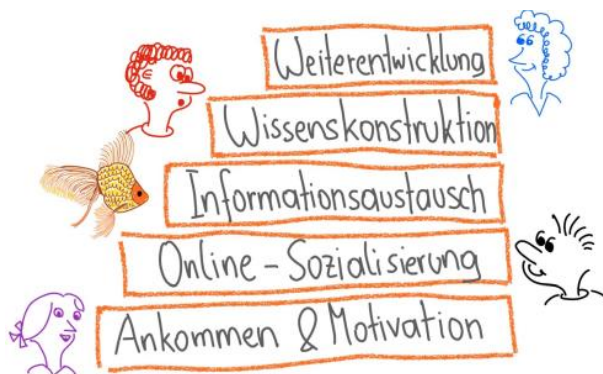 Weiterentwicklung
Wissenskonstruktion
Informationsaustausch
Online-Sozialisierung
Ankommen & Motivation